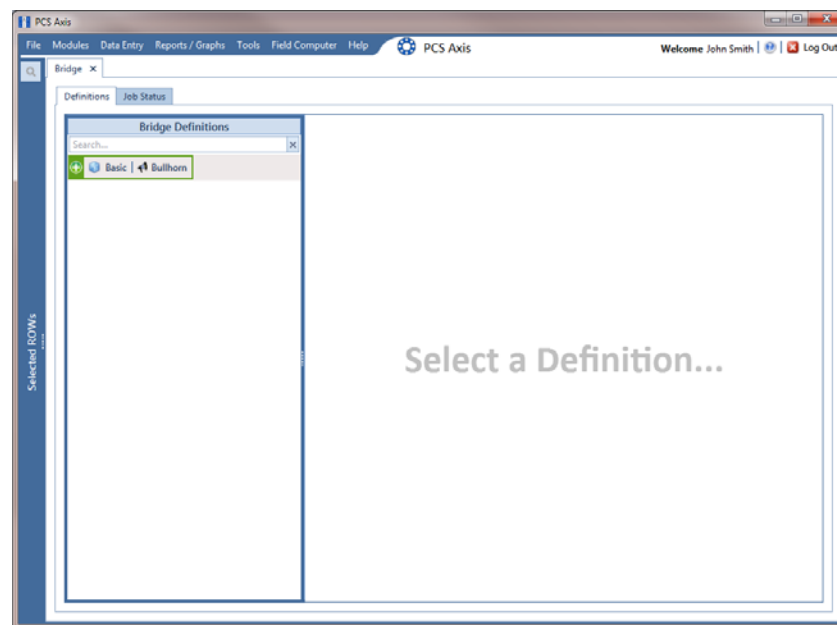 PCS Axis
File Modules Data Entry Reports / Graphs Tools Field Computer Help PCS Axis Welcome John Smith | | Log Out
Bridge ×
Definitions Job Status
Bridge Definitions
Search...
Basic | Bullhorn
Selected ROWs
Select a Definition...